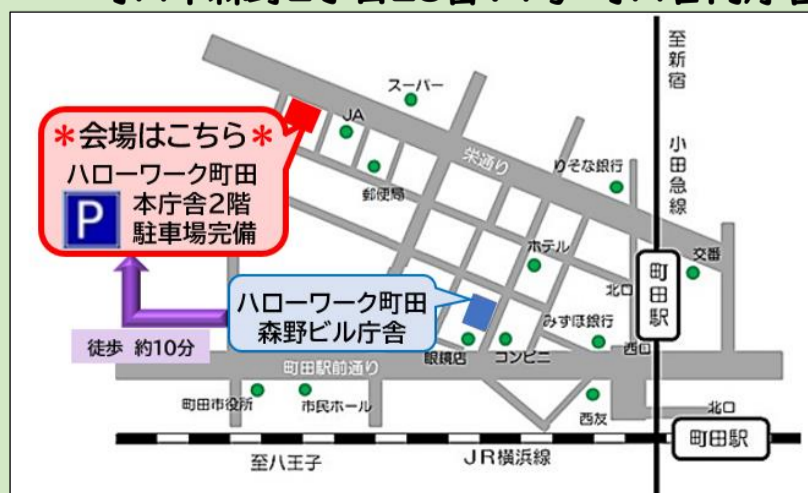 至新宿
小田急線
スーパー
JA
＊会場はこちら＊
ハローワーク町田
P
本庁舎2階
駐車場完備
栄通り
りそな銀行
郵便局
ホテル
交番
北口
町田駅
ハローワーク町田
森野ビル庁舎
みずほ銀行
徒歩 約10分
眼鏡店
コンビニ
西口
町田駅前通り
町田市役所
市民ホール
西友
北口
町田駅
至八王子
JR横浜線